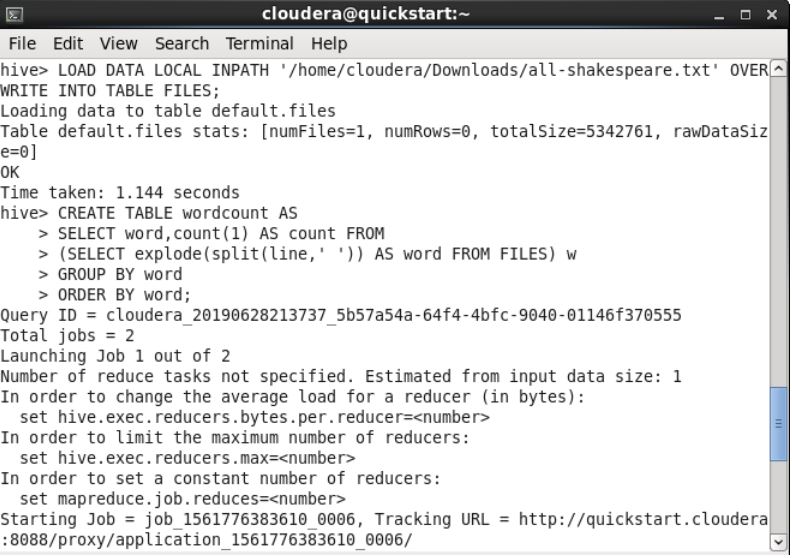 cloudera@quickstart:~
File Edit View Search Terminal Help
hive> LOAD DATA LOCAL INPATH '/home/cloudera/Downloads/all-shakespeare.txt' OVER
WRITE INTO TABLE FILES;
Loading data to table default.files
Table default.files stats: [numFiles=1, numRows=0, totalSize=5342761, rawDataSiz
e=0]
OK
Time taken: 1.144 seconds
hive> CREATE TABLE wordcount AS
    > SELECT word,count(1) AS count FROM
    > (SELECT explode(split(line,' ')) AS word FROM FILES) w
    > GROUP BY word
    > ORDER BY word;
Query ID = cloudera_20190628213737_5b57a54a-64f4-4bfc-9040-01146f370555
Total jobs = 2
Launching Job 1 out of 2
Number of reduce tasks not specified. Estimated from input data size: 1
In order to change the average load for a reducer (in bytes):
  set hive.exec.reducers.bytes.per.reducer=<number>
In order to limit the maximum number of reducers:
  set hive.exec.reducers.max=<number>
In order to set a constant number of reducers:
  set mapreduce.job.reduces=<number>
Starting Job = job_1561776383610_0006, Tracking URL = http://quickstart.cloudera
:8088/proxy/application_1561776383610_0006/